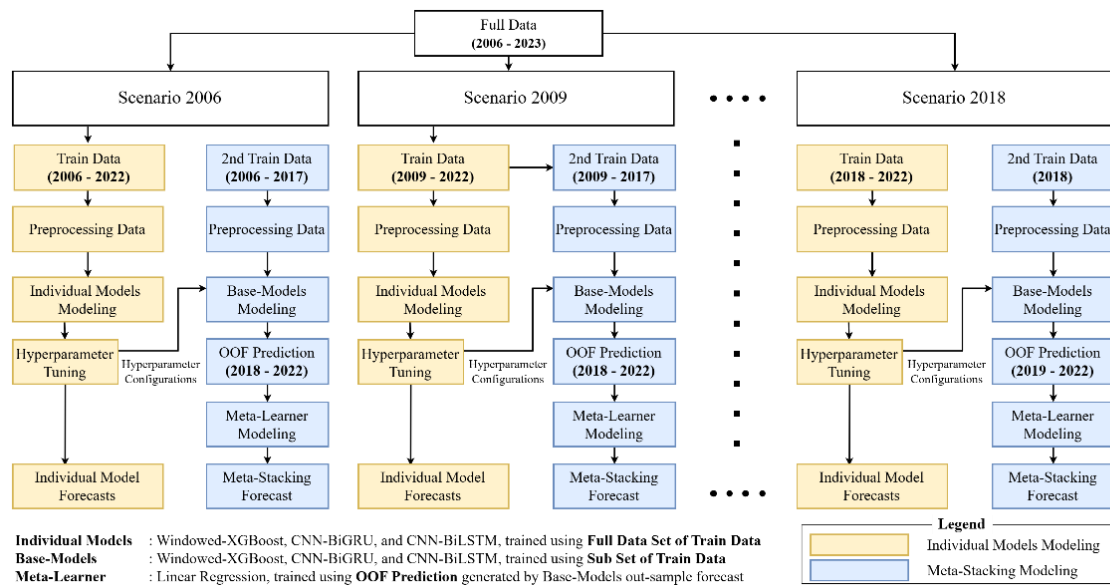 Full Data
(2006 - 2023)
Scenario 2006
Scenario 2009
Scenario 2018
Train Data
(2006 - 2022)
2nd Train Data
(2006 - 2017)
Train Data
(2009 - 2022)
2nd Train Data
(2009 - 2017)
Train Data
(2018 - 2022)
2nd Train Data
(2018)
Preprocessing Data
Preprocessing Data
Preprocessing Data
Preprocessing Data
Preprocessing Data
Preprocessing Data
Individual Models
Modeling
Base-Models
Modeling
Individual Models
Modeling
Base-Models
Modeling
Individual Models
Modeling
Base-Models
Modeling
Hyperparameter
Tuning
Hyperparameter
Configurations
OOF Prediction
(2018 - 2022)
Hyperparameter
Tuning
Hyperparameter
Configurations
OOF Prediction
(2018 - 2022)
Hyperparameter
Tuning
Hyperparameter
Configurations
OOF Prediction
(2019 - 2022)
Meta-Learner
Modeling
Meta-Learner
Modeling
Meta-Learner
Modeling
Individual Model
Forecasts
Meta-Stacking
Forecast
Individual Model
Forecasts
Meta-Stacking
Forecast
Individual Model
Forecasts
Meta-Stacking
Forecast
Individual Models : Windowed-XGBoost, CNN-BiGRU, and CNN-BiLSTM, trained using Full Data Set of Train Data
Base-Models : Windowed-XGBoost, CNN-BiGRU, and CNN-BiLSTM, trained using Sub Set of Train Data
Meta-Learner : Linear Regression, trained using OOF Prediction generated by Base-Models out-sample forecast
Legend
Individual Models Modeling
Meta-Stacking Modeling